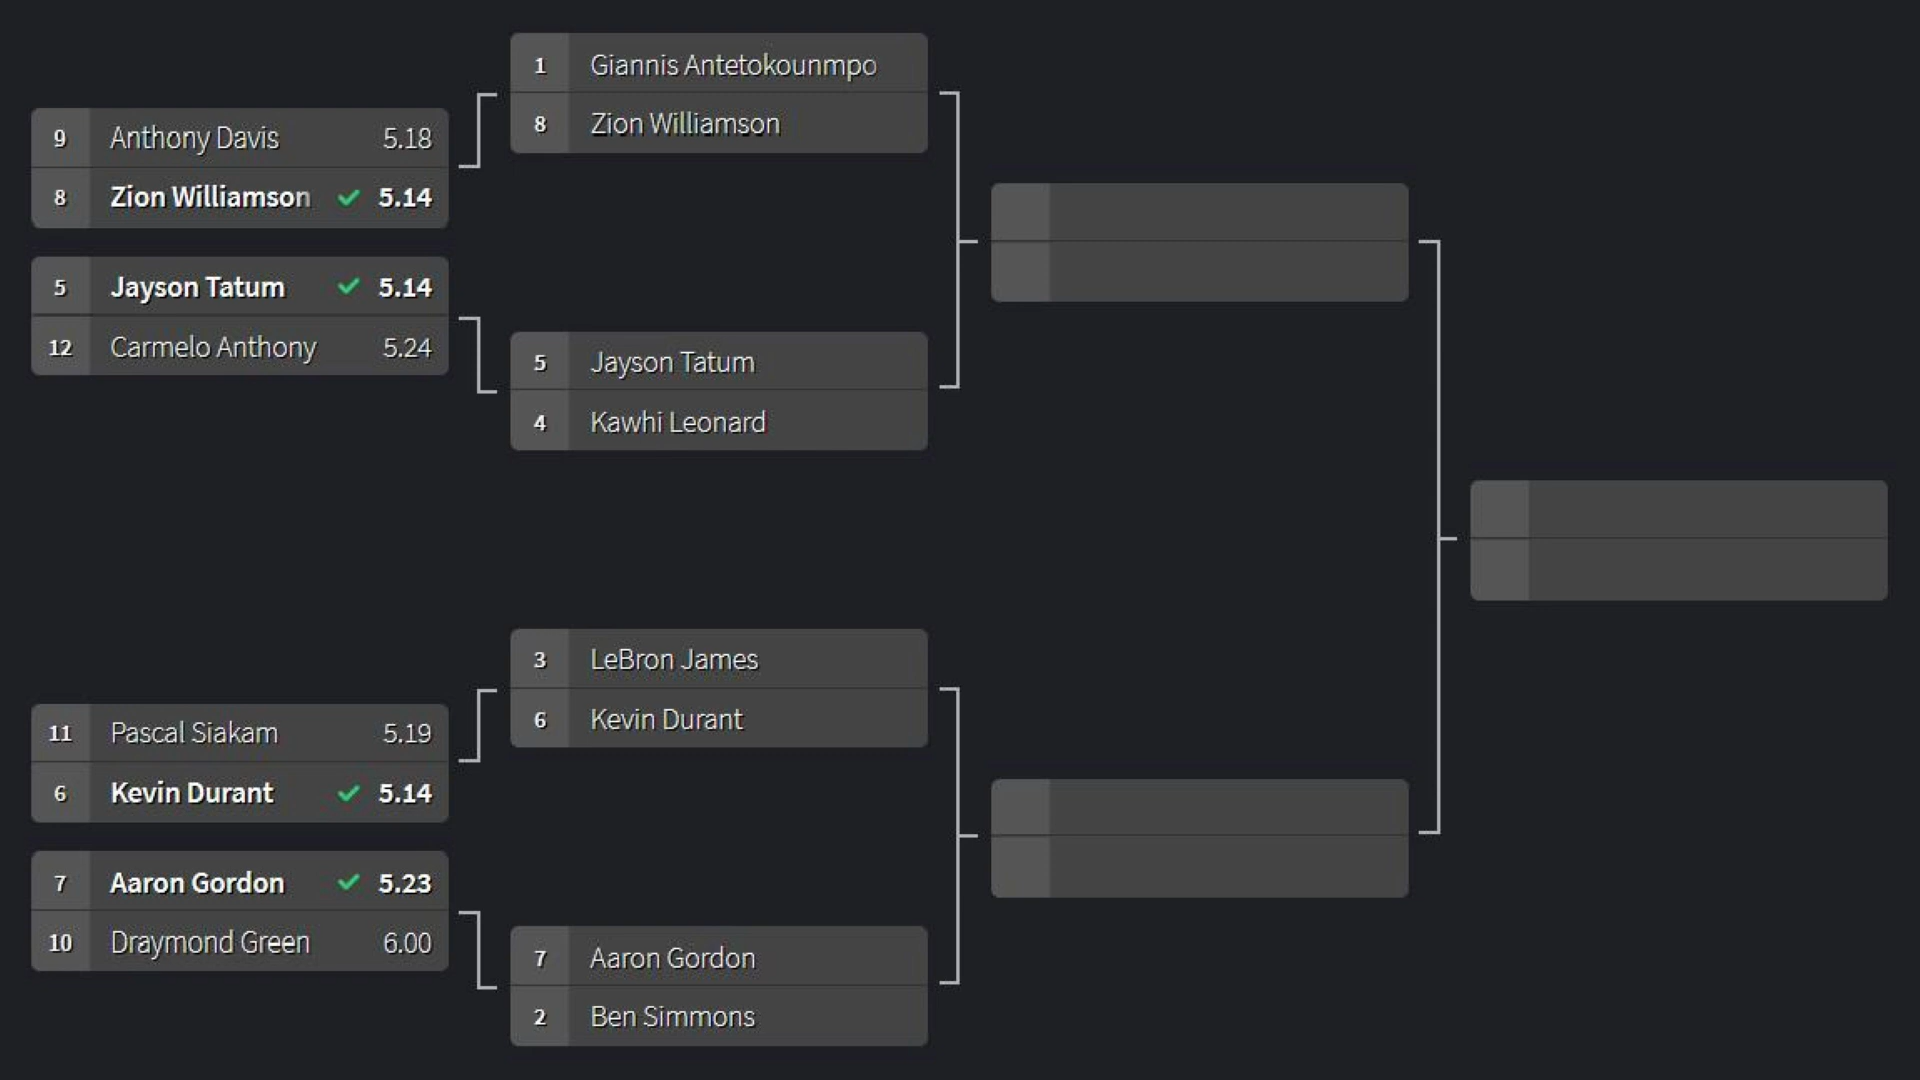 1 Giannis Antetokounmpo
8 Zion Williamson
9 Anthony Davis 5.18
8 Zion Williamson 5.14
5 Jayson Tatum 5.14
12 Carmelo Anthony 5.24
5 Jayson Tatum
4 Kawhi Leonard
3 LeBron James
6 Kevin Durant
11 Pascal Siakam 5.19
6 Kevin Durant 5.14
7 Aaron Gordon 5.23
10 Draymond Green 6.00
7 Aaron Gordon
2 Ben Simmons